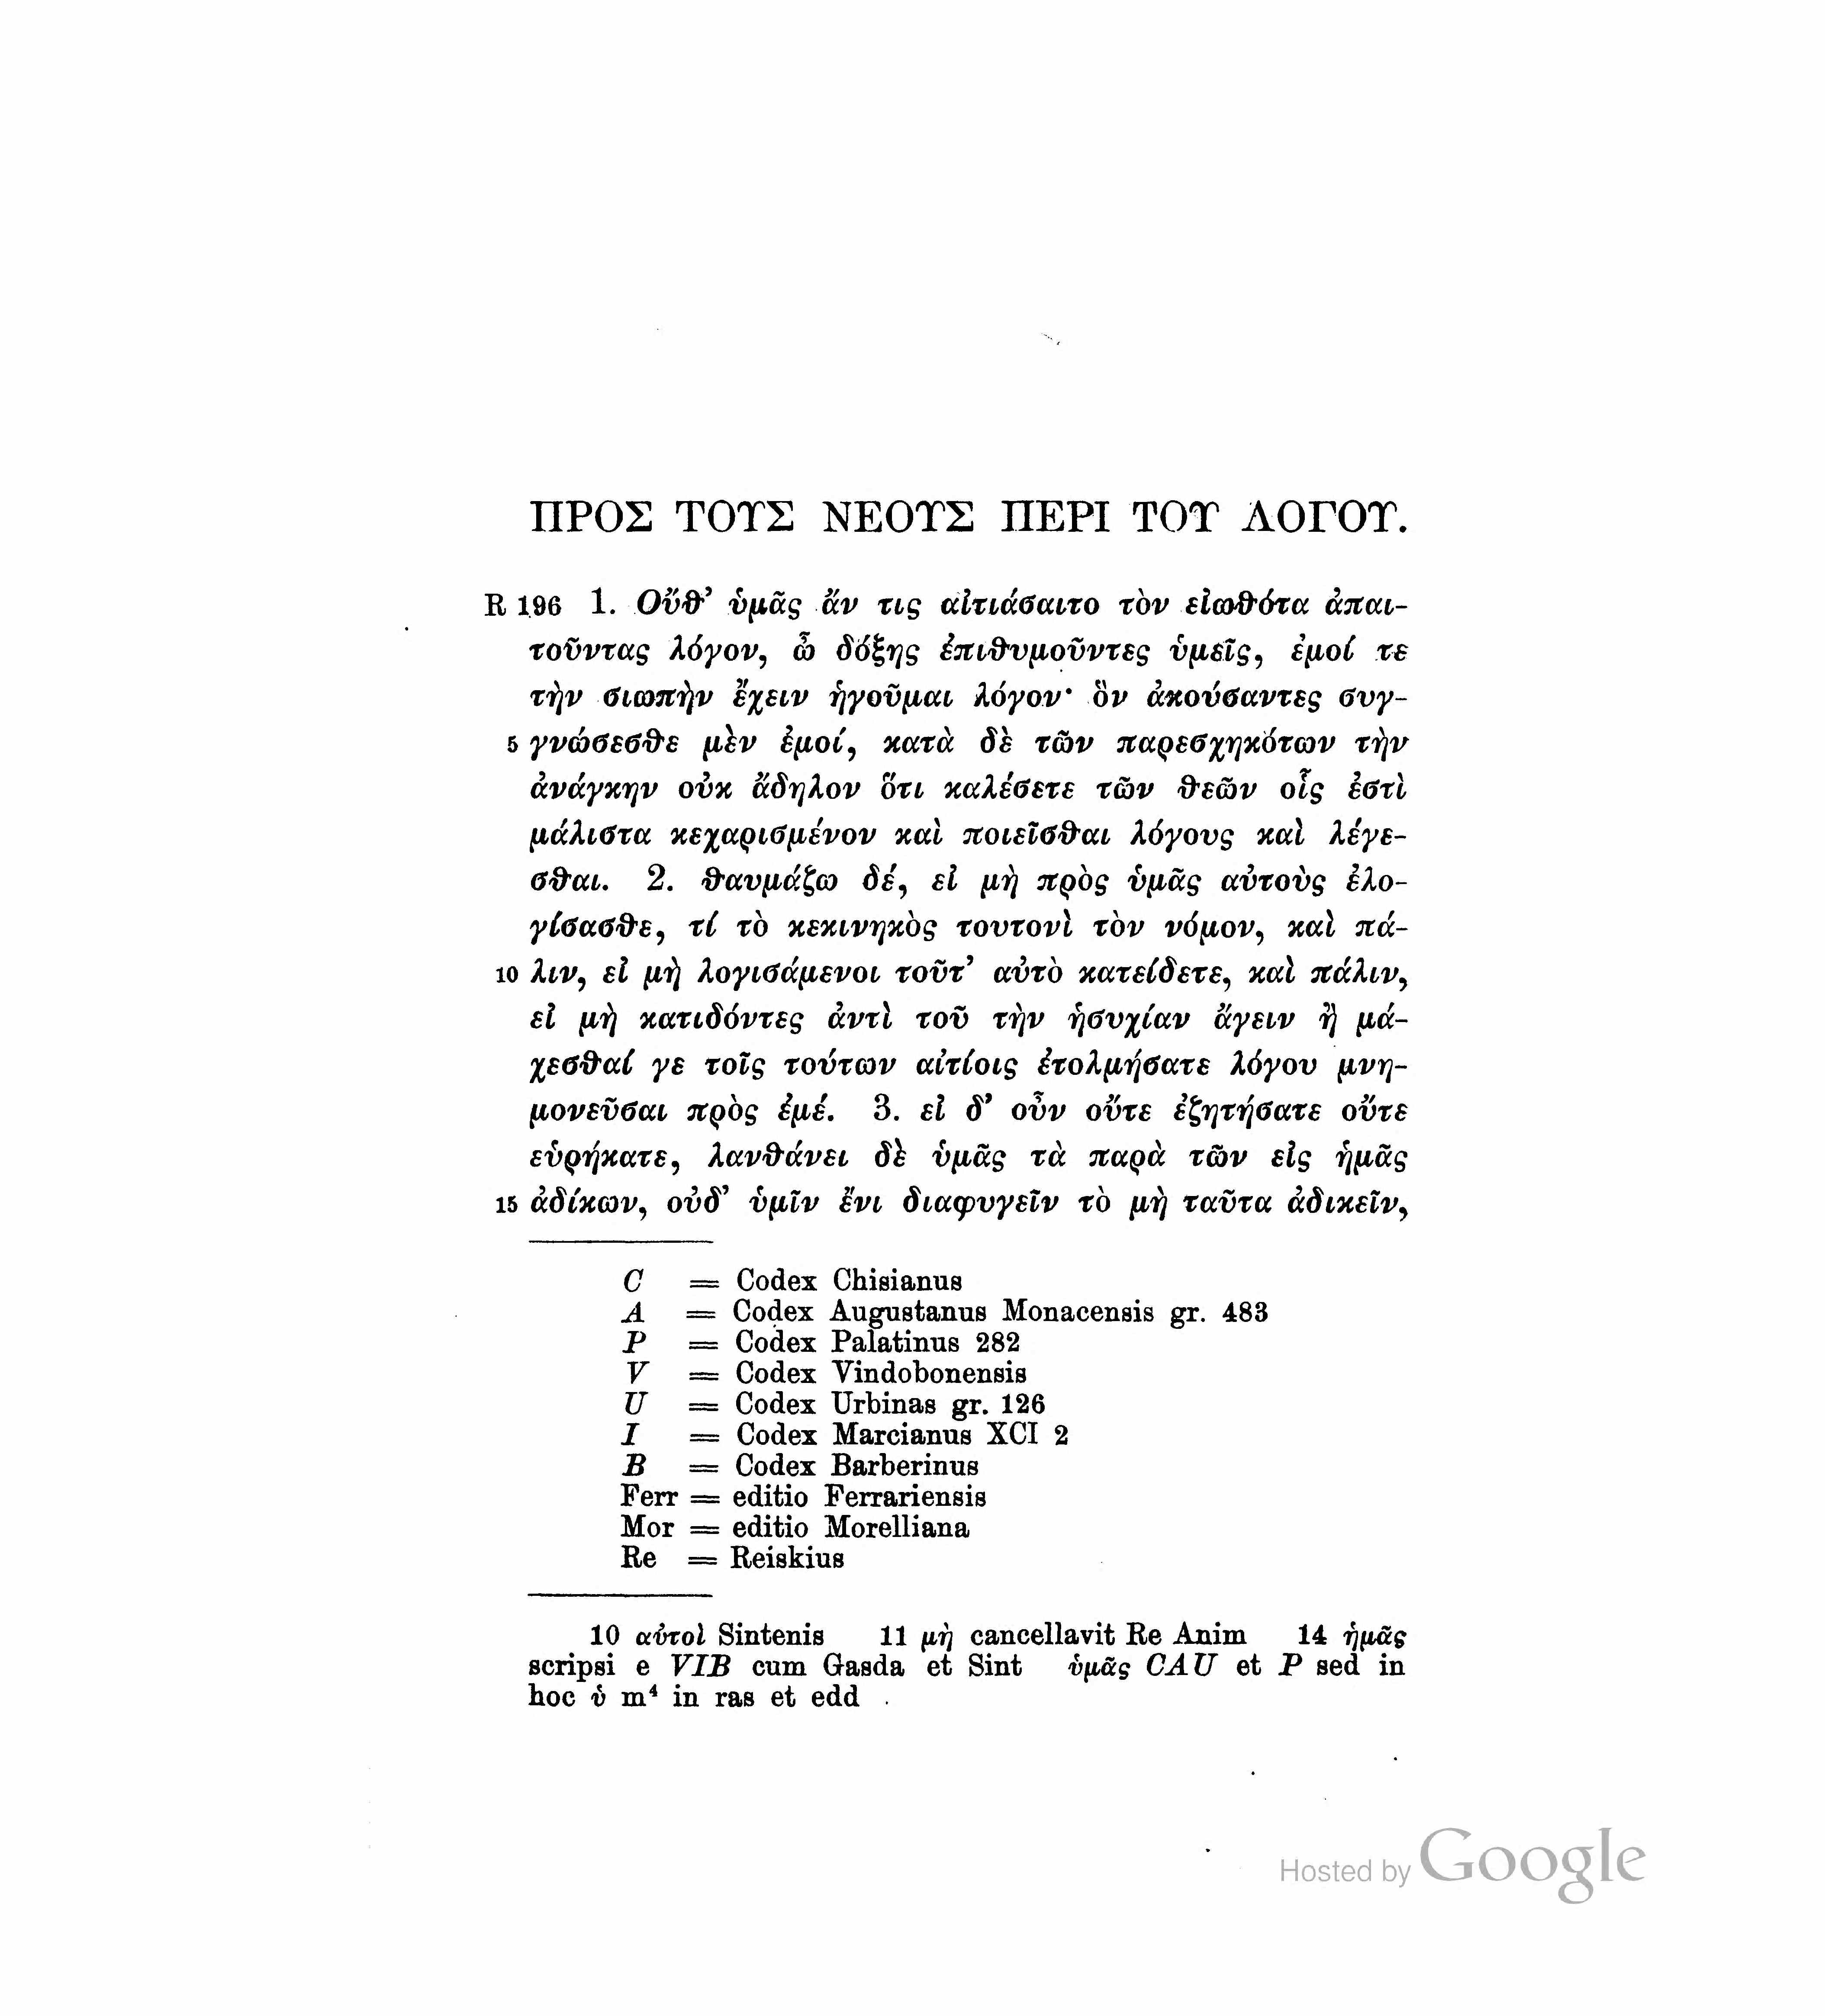 ΠΡΟΣ ΤΟΥΣ ΝΕΟΥΣ ΠΕΡΙ ΤΟΥ ΛΟΓΟΥ.
R 196 1. Οὔθ’ ὑμᾶς ἄν τις αἰτιάσαιτο τὸν εἰωθότα ἀπαι-
τοῦντας λόγον, ὦ δόξης ἐπιθυμοῦντες ὑμεῖς, ἐμοί τε
τὴν σιωπὴν ἔχειν ἡγοῦμαι λόγον· ὃν ἀκούσαντες συγ-
5 γνώσεσθε μὲν ἐμοί, κατὰ δὲ τῶν παρεσχηκότων τὴν
ἀνάγκην οὐκ ἄδηλον ὅτι καλέσετε τῶν θεῶν οἷς ἐστὶ
μάλιστα κεχαρισμένον καὶ ποιεῖσθαι λόγους καὶ λέγε-
σθαι. 2. θαυμάζω δέ, εἰ μὴ πρὸς ὑμᾶς αὐτοὺς ἐλο-
γίσασθε, τί τὸ κεκινηκὸς τουτονὶ τὸν νόμον, καὶ πά-
10 λιν, εἰ μὴ λογισάμενοι τοῦτ’ αὐτὸ κατείδετε, καὶ πάλιν,
εἰ μὴ κατιδόντες ἀντὶ τοῦ τὴν ἡσυχίαν ἄγειν ἢ μά-
χεσθαί γε τοῖς τούτων αἰτίοις ἐτολμήσατε λόγου μνη-
μονεῦσαι πρὸς ἐμέ. 3. εἰ δ’ οὖν οὔτε ἐζητήσατε οὔτε
εὑρήκατε, λανθάνει δὲ ὑμᾶς τὰ παρὰ τῶν εἰς ἡμᾶς
15 ἀδίκων, οὐδ’ ὑμῖν ἔνι διαφυγεῖν τὸ μὴ ταῦτα ἀδικεῖν,
C = Codex Chisianus
A = Codex Augustanus Monacensis gr. 483
P = Codex Palatinus 282
V = Codex Vindobonensis
U = Codex Urbinas gr. 126
I = Codex Marcianus XCI 2
B = Codex Barberinus
Ferr = editio Ferrariensis
Mor = editio Morelliana
Re = Reiskius
10 αὐτοὶ Sintenis 11 μὴ cancellavit Re Anim 14 ἡμᾶς
scripsi e VIB cum Gasda et Sint ὑμᾶς CAU et P sed in
hoc ὑ m⁴ in ras et edd
Hosted by Google